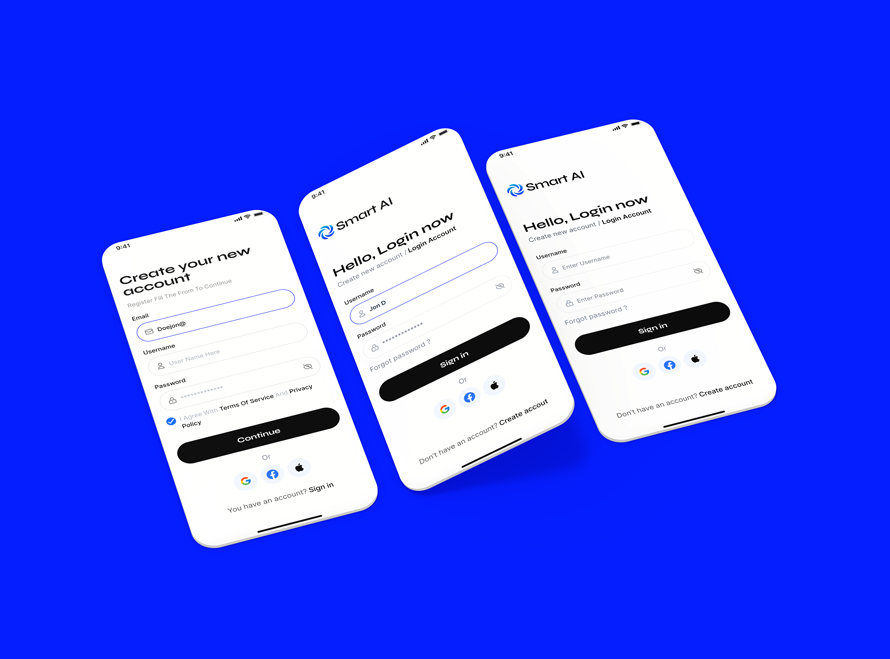 9:41
Create your new
account
Register Fill The From To Continue
Email
Doejon@
Username
User Name Here
Password
************
I Agree With Terms Of Service And Privacy
Policy
Continue
Or
You have an account? Sign in
9:41
Smart AI
Hello, Login now
Create new account / Login Account
Username
Jon D
Password
************
Forgot password ?
Sign in
Or
Don't have an account? Create accout
9:41
Smart AI
Hello, Login now
Create new account / Login Account
Username
Enter Username
Password
Enter Password
Forgot password ?
Sign in
Or
Don't have an account? Create account